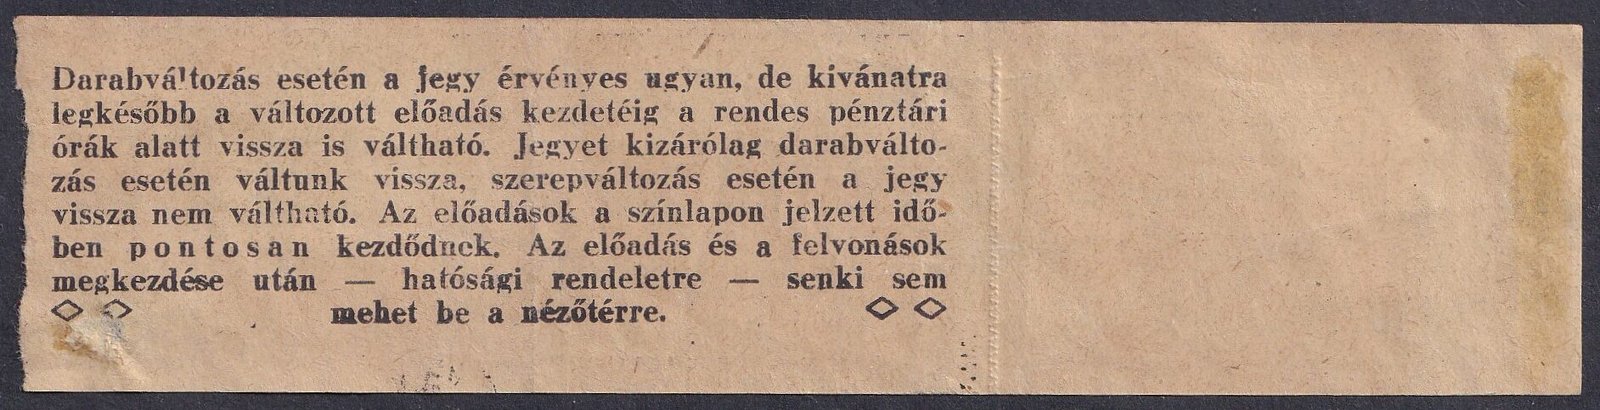 Darabváltozás esetén a jegy érvényes ugyan, de kivánatra
legkésőbb a változott előadás kezdetéig a rendes pénztári
órák alatt vissza is váltható. Jegyet kizárólag darabválto-
zás esetén váltunk vissza, szerepváltozás esetén a jegy
vissza nem váltható. Az előadások a színlapon jelzett idő-
ben pontosan kezdődnek. Az előadás és a felvonások
megkezdése után — hatósági rendeletre — senki sem
mehet be a nézőtérre.